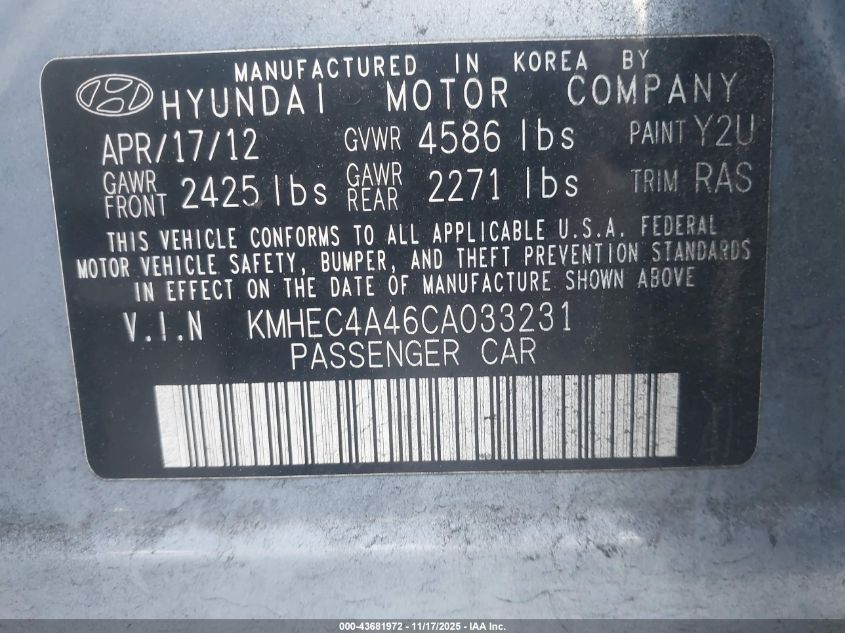 MANUFACTURED IN KOREA BY
HYUNDAI MOTOR COMPANY
APR/17/12 GVWR 4586 lbs PAINT Y2U
GAWR FRONT 2425 lbs GAWR REAR 2271 lbs TRIM RAS
THIS VEHICLE CONFORMS TO ALL APPLICABLE U.S.A. FEDERAL
MOTOR VEHICLE SAFETY, BUMPER, AND THEFT PREVENTION STANDARDS
IN EFFECT ON THE DATE OF MANUFACTURE SHOWN ABOVE
V.I.N KMHEC4A46CA033231
PASSENGER CAR
000-43681972 — 11/17/2025 — IAA Inc.